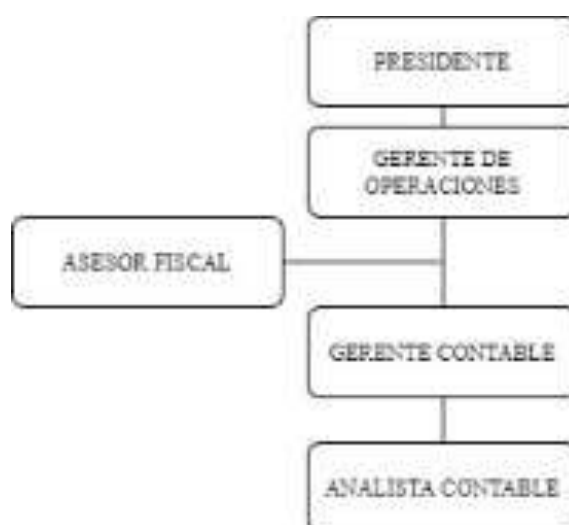 PRESIDENTE
GERENTE DE
OPERACIONES
ASESOR FISCAL
GERENTE CONTABLE
ANALISTA CONTABLE